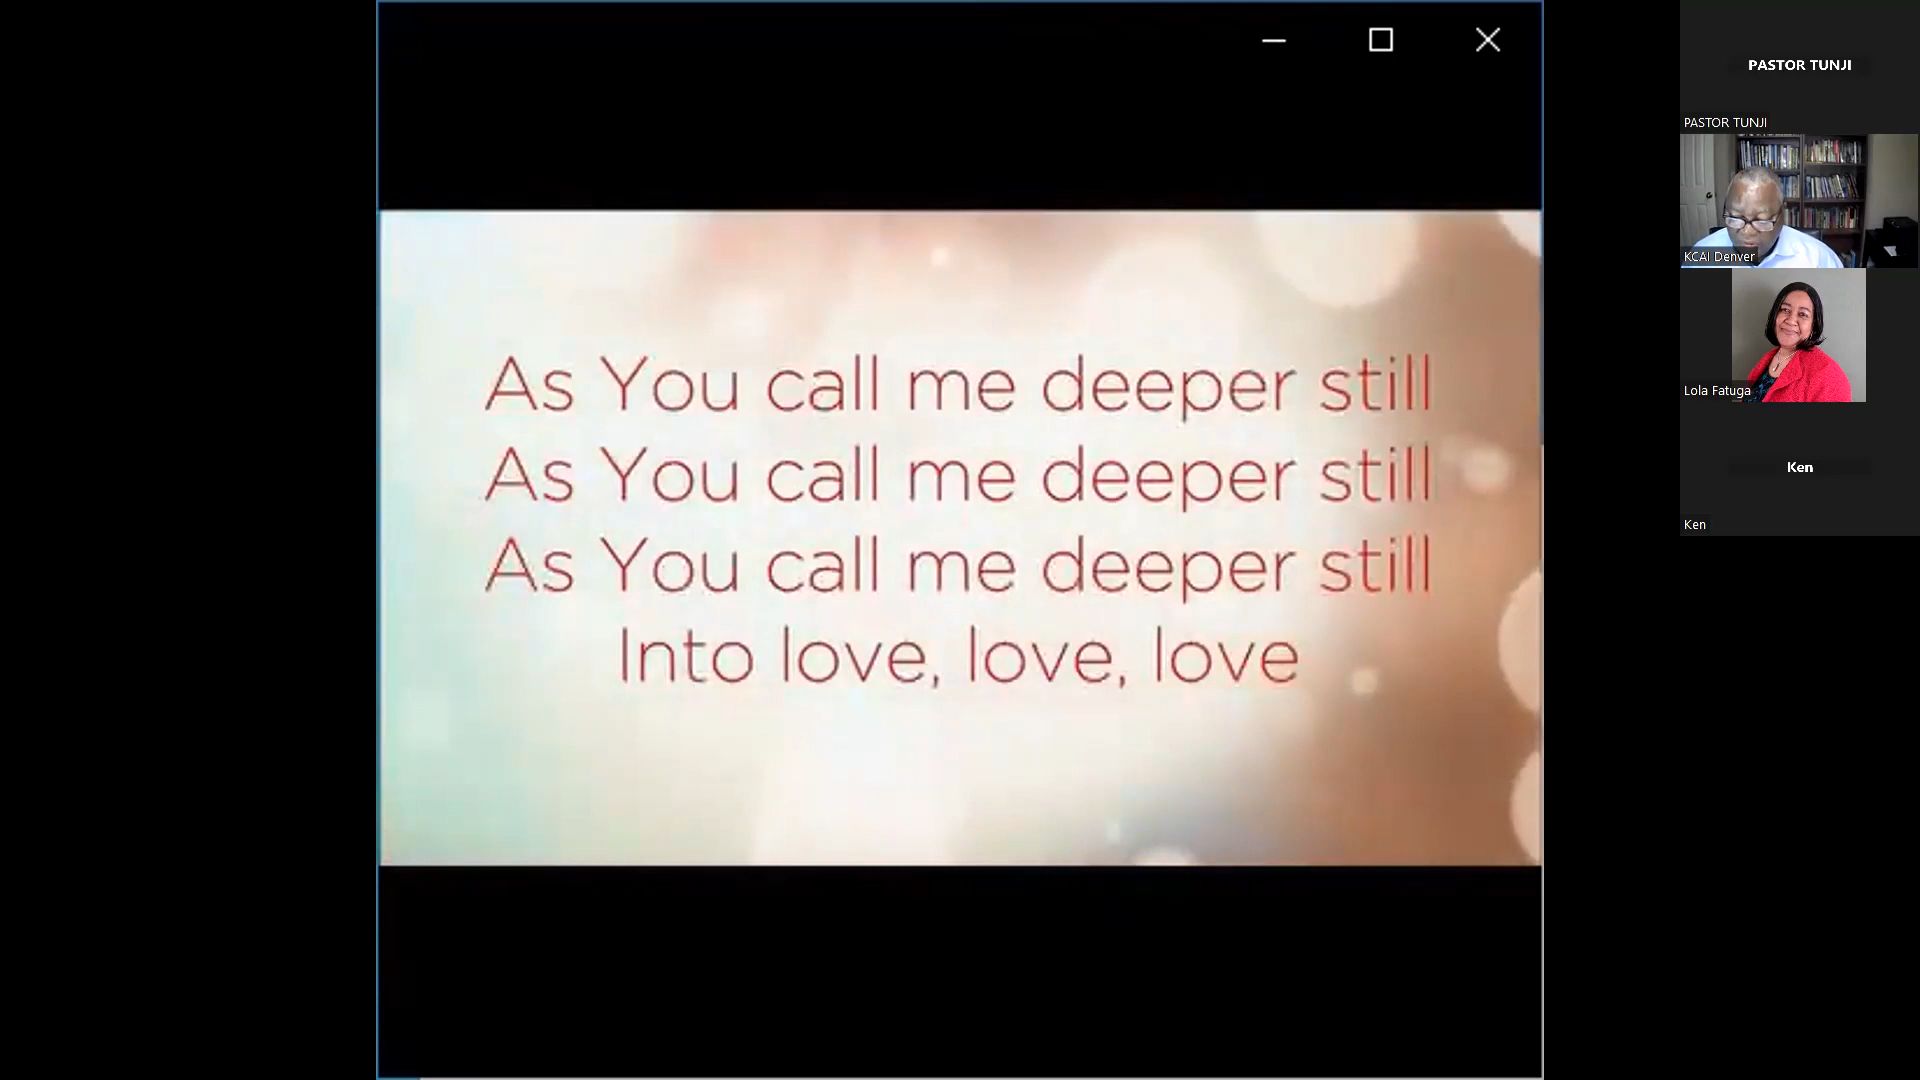 As You call me deeper still
As You call me deeper still
As You call me deeper still
Into love, love, love
PASTOR TUNJI
PASTOR TUNJI
KCAI Denver
Lola Fatuga
Ken
Ken